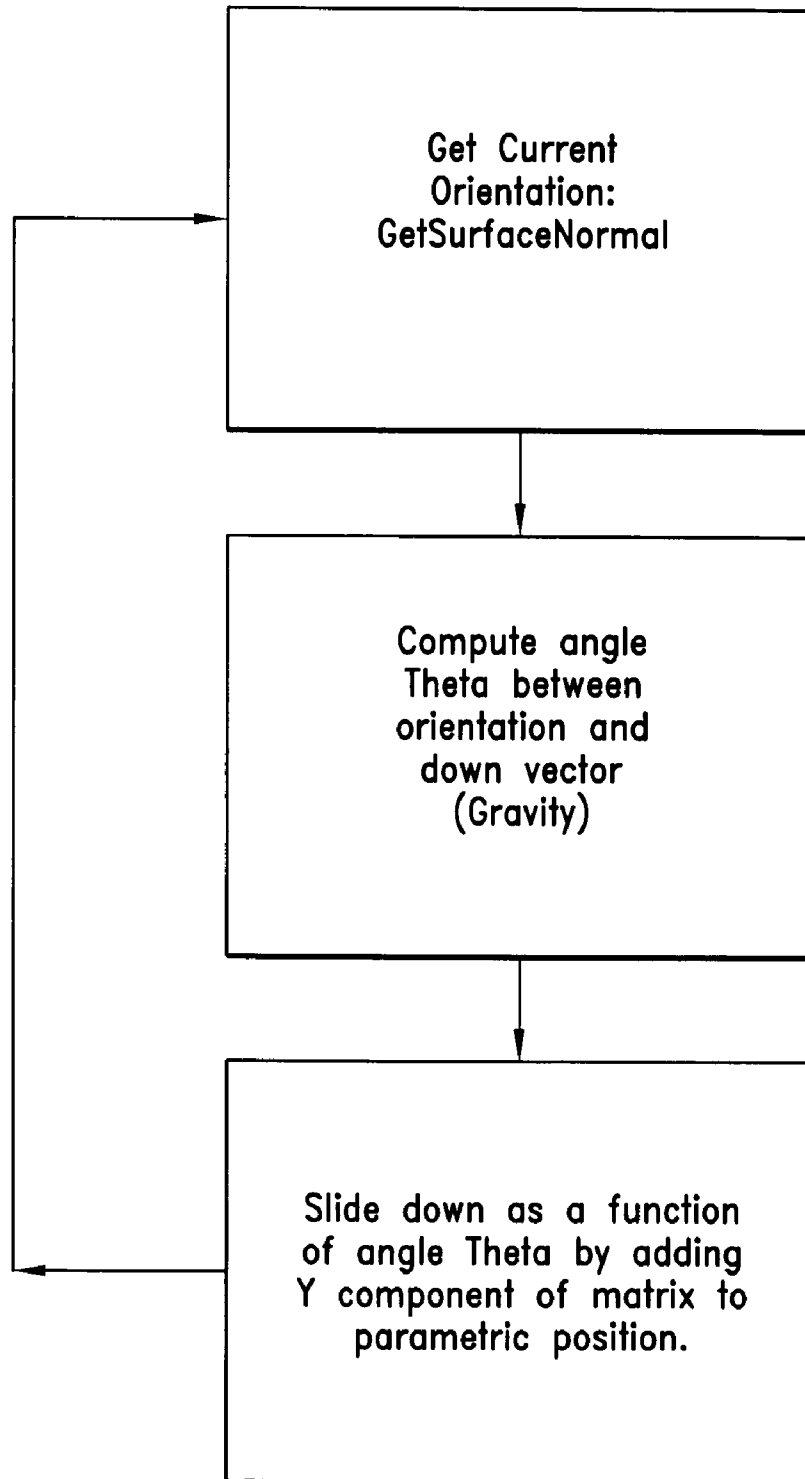 Get Current
Orientation:
GetSurfaceNormal
Compute angle
Theta between
orientation and
down vector
(Gravity)
Slide down as a function
of angle Theta by adding
Y component of matrix to
parametric position.